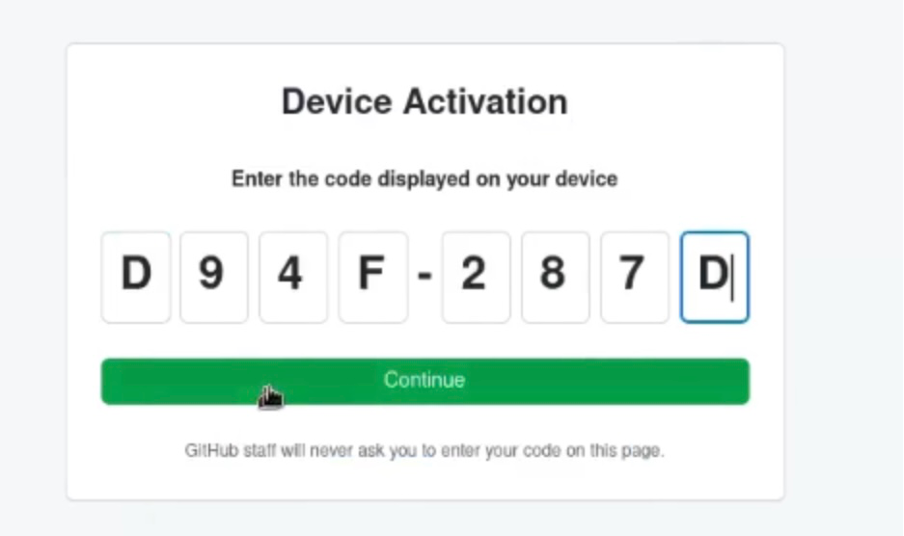 Device Activation
Enter the code displayed on your device
D 9 4 F - 2 8 7 D
Continue
GitHub staff will never ask you to enter your code on this page.